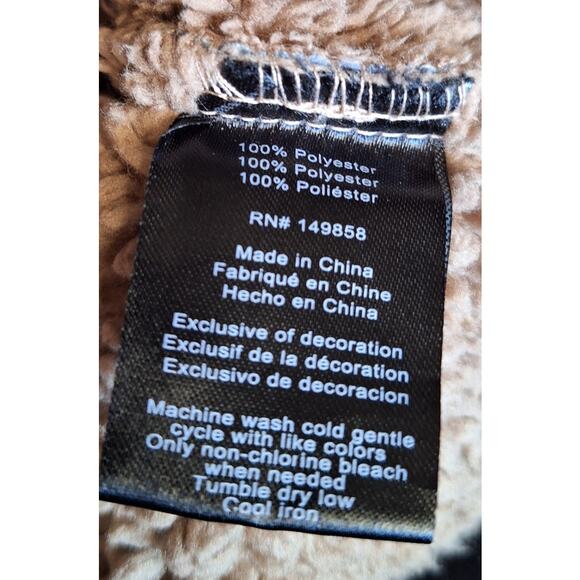 100% Polyester
100% Polyester
100% Poliéster
RN# 149858
Made in China
Fabriqué en Chine
Hecho en China
Exclusive of decoration
Exclusif de la décoration
Exclusivo de decoracion
Machine wash cold gentle
cycle with like colors
Only non-chlorine bleach
when needed
Tumble dry low
Cool iron